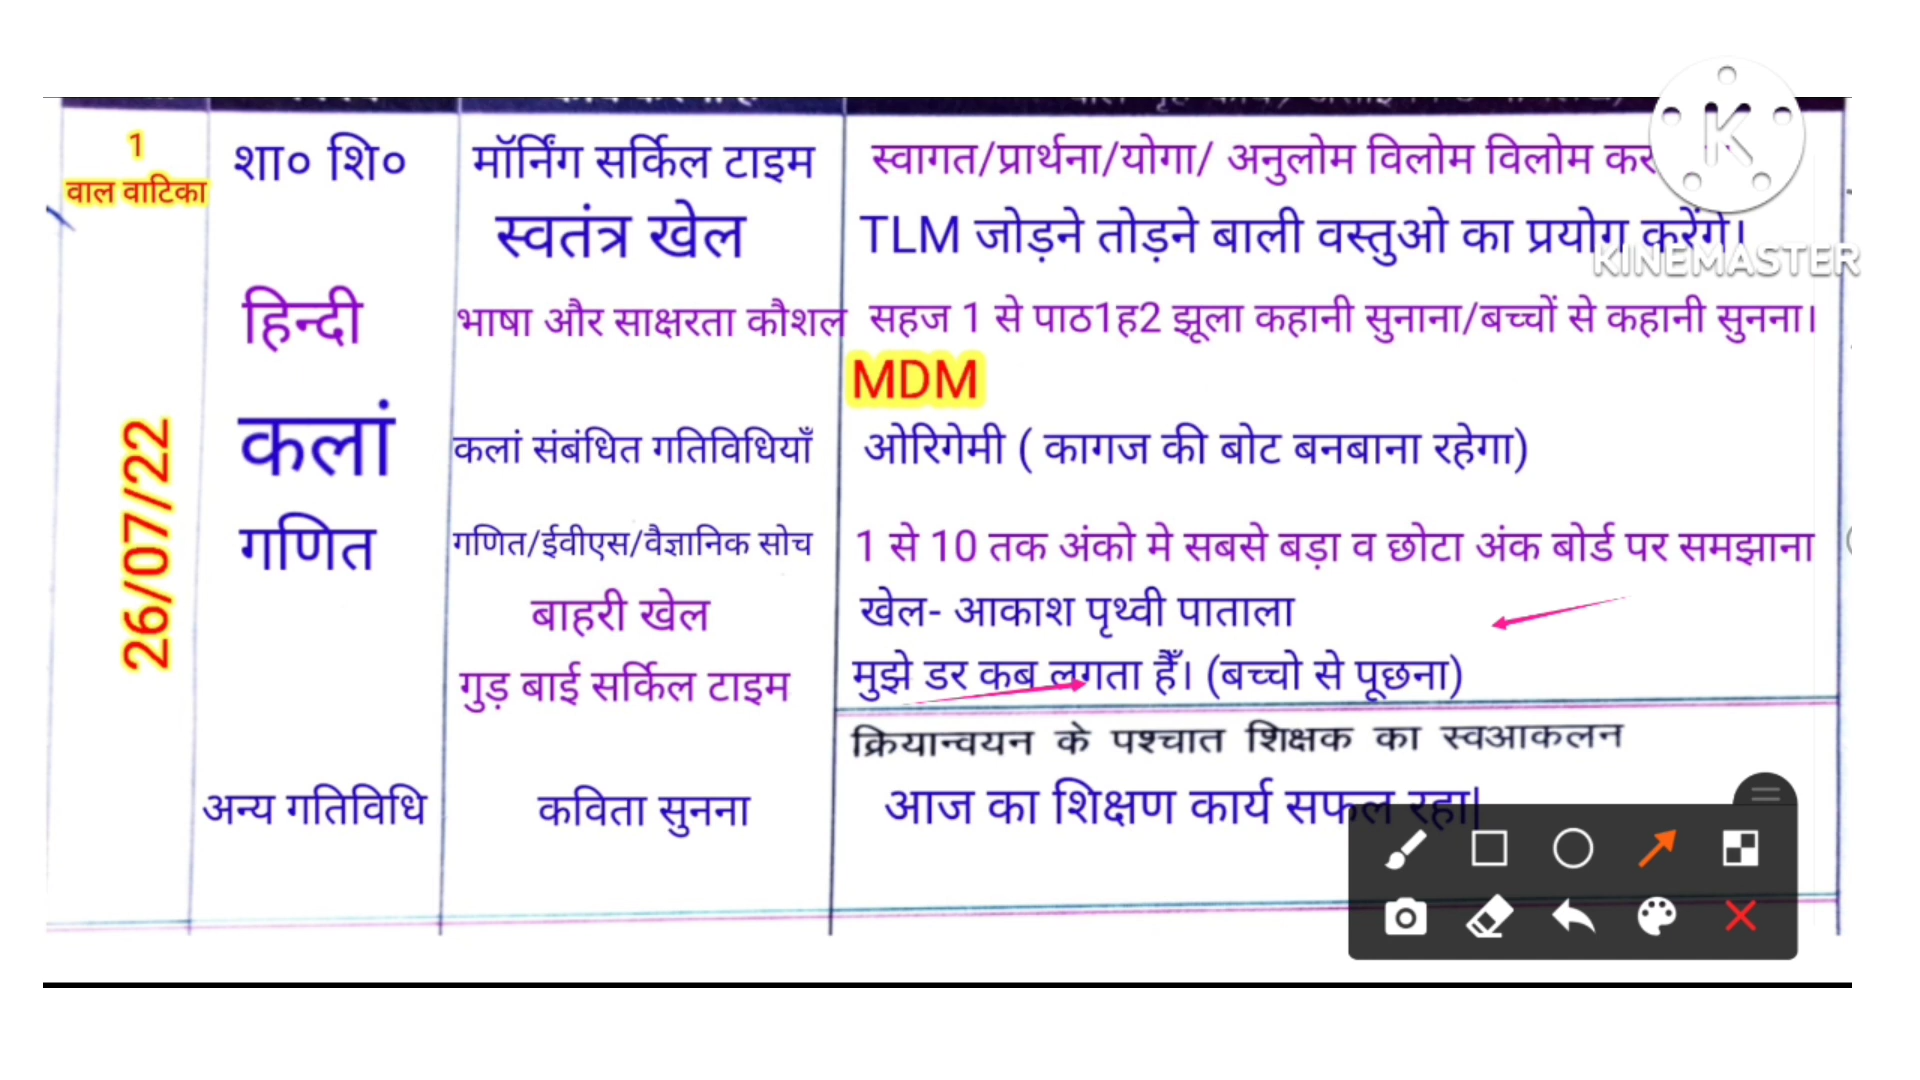 1
वाल वाटिका
26/07/22
शा० शि० मॉर्निंग सर्किल टाइम स्वागत/प्रार्थना/योगा/ अनुलोम विलोम विलोम
स्वतंत्र खेल TLM जोड़ने तोड़ने बाली वस्तुओ का प्रयोग करेंगे।
KINEMASTER
हिन्दी भाषा और साक्षरता कौशल सहज 1 से पाठ1ह2 झूला कहानी सुनाना/बच्चों से कहानी सुनना।
MDM
कलां कलां संबंधित गतिविधियाँ ओरिगेमी ( कागज की बोट बनबाना रहेगा)
गणित गणित/ईवीएस/वैज्ञानिक सोच 1 से 10 तक अंको मे सबसे बड़ा व छोटा अंक बोर्ड पर समझाना
बाहरी खेल खेल- आकाश पृथ्वी पाताला
गुड़ बाई सर्किल टाइम मुझे डर कब लगता हैँ। (बच्चो से पूछना)
क्रियान्वयन के पश्चात शिक्षक का स्वआकलन
अन्य गतिविधि कविता सुनना आज का शिक्षण कार्य सफल रहा|